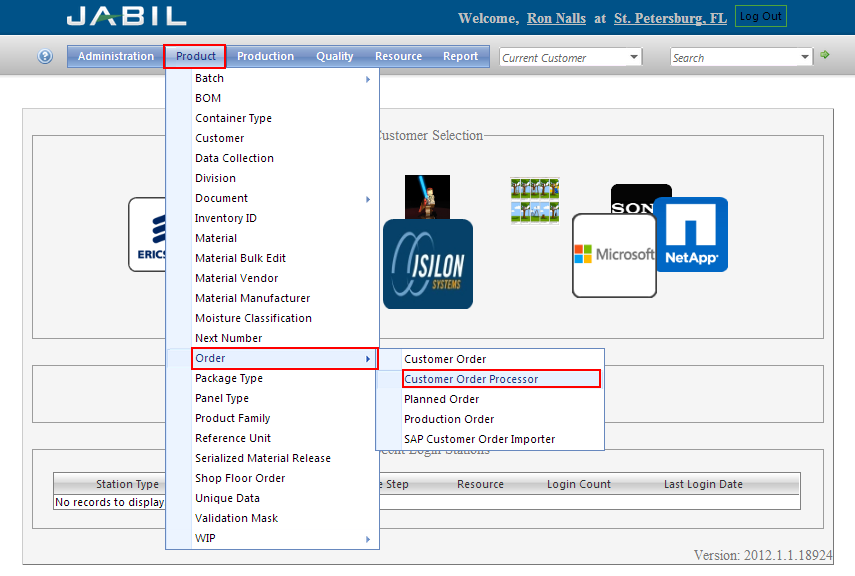 JABIL
Welcome, Ron Nalls at St. Petersburg, FL Log Out
Administration Product Production Quality Resource Report Current Customer Search
Batch
BOM
Container Type
Customer
Customer Selection
Data Collection
Division
Document
Inventory ID
Material
Material Bulk Edit
Material Vendor
Material Manufacturer
Moisture Classification
Next Number
SON
Microsoft
NetApp
ISILON
SYSTEMS
ERICS
Order
Customer Order
Customer Order Processor
Planned Order
Production Order
SAP Customer Order Importer
Package Type
Panel Type
Product Family
Reference Unit
Serialized Material Release
Shop Floor Order
Unique Data
Validation Mask
WIP
Login Stations
Station Type Step Resource Login Count Last Login Date
No records to display
Version: 2012.1.1.18924